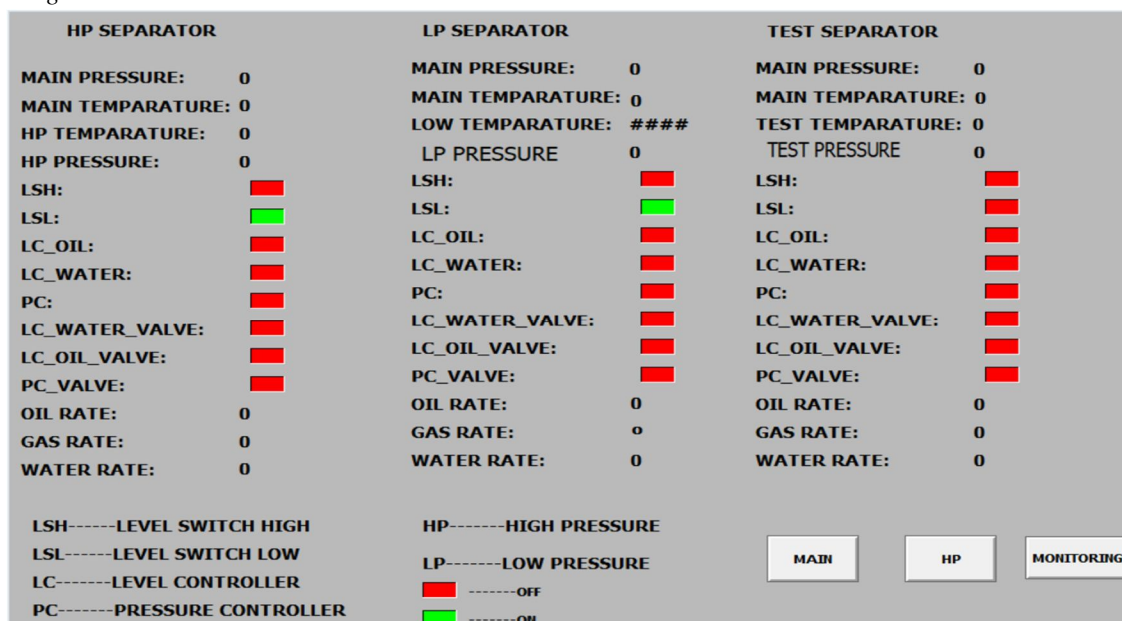 HP SEPARATOR
MAIN PRESSURE: 0
MAIN TEMPARATURE: 0
HP TEMPARATURE: 0
HP PRESSURE: 0
LSH:
LSL:
LC_OIL:
LC_WATER:
PC:
LC_WATER_VALVE:
LC_OIL_VALVE:
PC_VALVE:
OIL RATE: 0
GAS RATE: 0
WATER RATE: 0
LP SEPARATOR
MAIN PRESSURE: 0
MAIN TEMPARATURE: 0
LOW TEMPARATURE: ####
LP PRESSURE 0
LSH:
LSL:
LC_OIL:
LC_WATER:
PC:
LC_WATER_VALVE:
LC_OIL_VALVE:
PC_VALVE:
OIL RATE: 0
GAS RATE: 0
WATER RATE: 0
TEST SEPARATOR
MAIN PRESSURE: 0
MAIN TEMPARATURE: 0
TEST TEMPARATURE: 0
TEST PRESSURE 0
LSH:
LSL:
LC_OIL:
LC_WATER:
PC:
LC_WATER_VALVE:
LC_OIL_VALVE:
PC_VALVE:
OIL RATE: 0
GAS RATE: 0
WATER RATE: 0
LSH------LEVEL SWITCH HIGH
LSL------LEVEL SWITCH LOW
LC-------LEVEL CONTROLLER
PC-------PRESSURE CONTROLLER
HP-------HIGH PRESSURE
LP-------LOW PRESSURE
-------OFF
-------ON
MAIN
HP
MONITORING